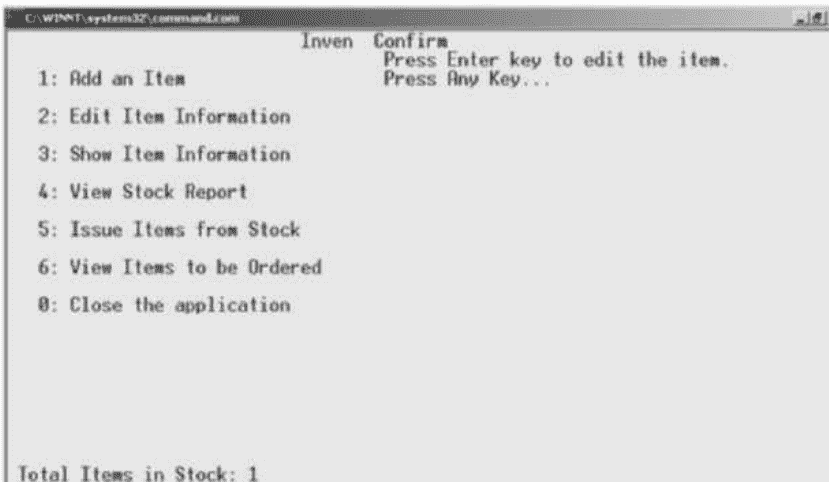 C:\WINNT\system32\command.com
Inven Confirm
Press Enter key to edit the item.
1: Add an Item Press Any Key...
2: Edit Item Information
3: Show Item Information
4: View Stock Report
5: Issue Items from Stock
6: View Items to be Ordered
0: Close the application
Total Items in Stock: 1